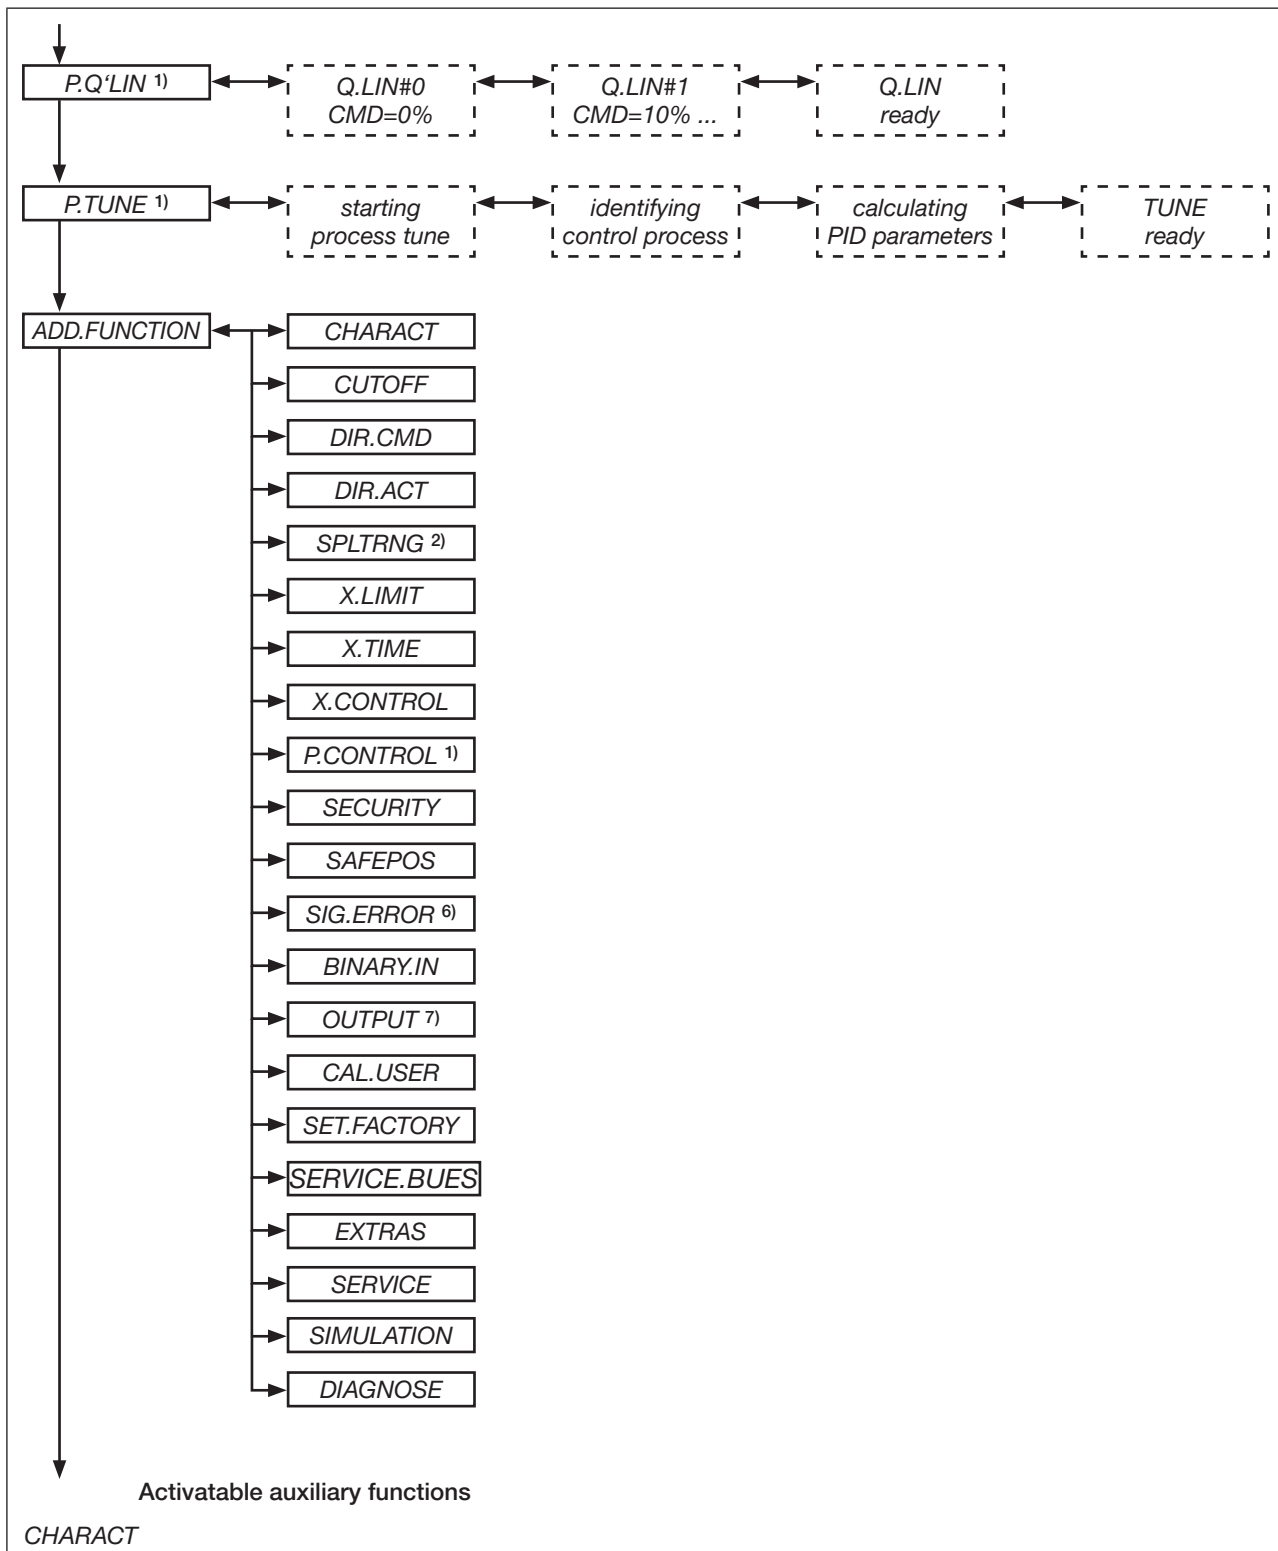 P.Q‘LIN 1)
Q.LIN#0
CMD=0%
Q.LIN#1
CMD=10% ...
Q.LIN
ready
P.TUNE 1)
starting
process tune
identifying
control process
calculating
PID parameters
TUNE
ready
ADD.FUNCTION
CHARACT
CUTOFF
DIR.CMD
DIR.ACT
SPLTRNG 2)
X.LIMIT
X.TIME
X.CONTROL
P.CONTROL 1)
SECURITY
SAFEPOS
SIG.ERROR 6)
BINARY.IN
OUTPUT 7)
CAL.USER
SET.FACTORY
SERVICE.BUES
EXTRAS
SERVICE
SIMULATION
DIAGNOSE
Activatable auxiliary functions
CHARACT